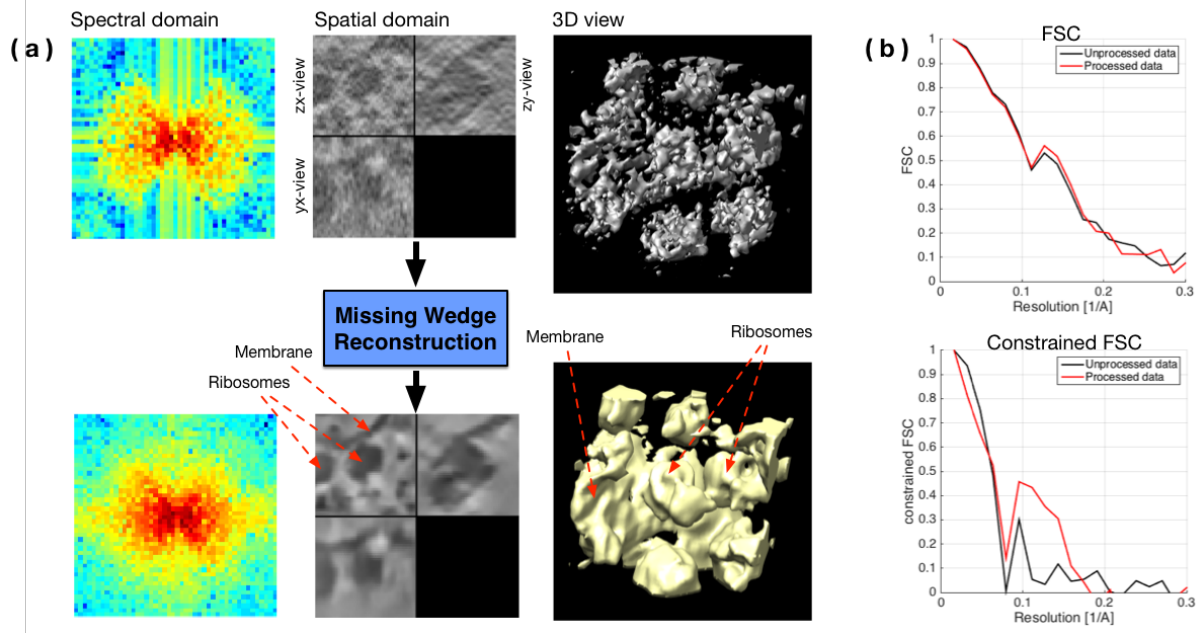 (a)
Spectral domain
Spatial domain
3D view
zx-view
zy-view
yx-view
Missing Wedge
Reconstruction
Membrane
Ribosomes
Membrane
Ribosomes
(b)
FSC
Unprocessed data
Processed data
FSC
1
0.9
0.8
0.7
0.6
0.5
0.4
0.3
0.2
0.1
0
0
0.1
0.2
0.3
Resolution [1/A]
Constrained FSC
Unprocessed data
Processed data
constrained FSC
1
0.9
0.8
0.7
0.6
0.5
0.4
0.3
0.2
0.1
0
0
0.1
0.2
0.3
Resolution [1/A]